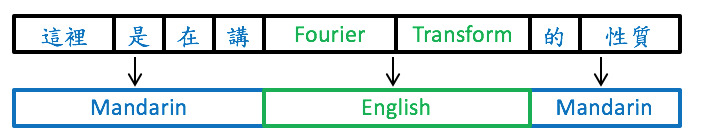 這裡 是 在 講 Fourier Transform 的 性質
Mandarin English Mandarin